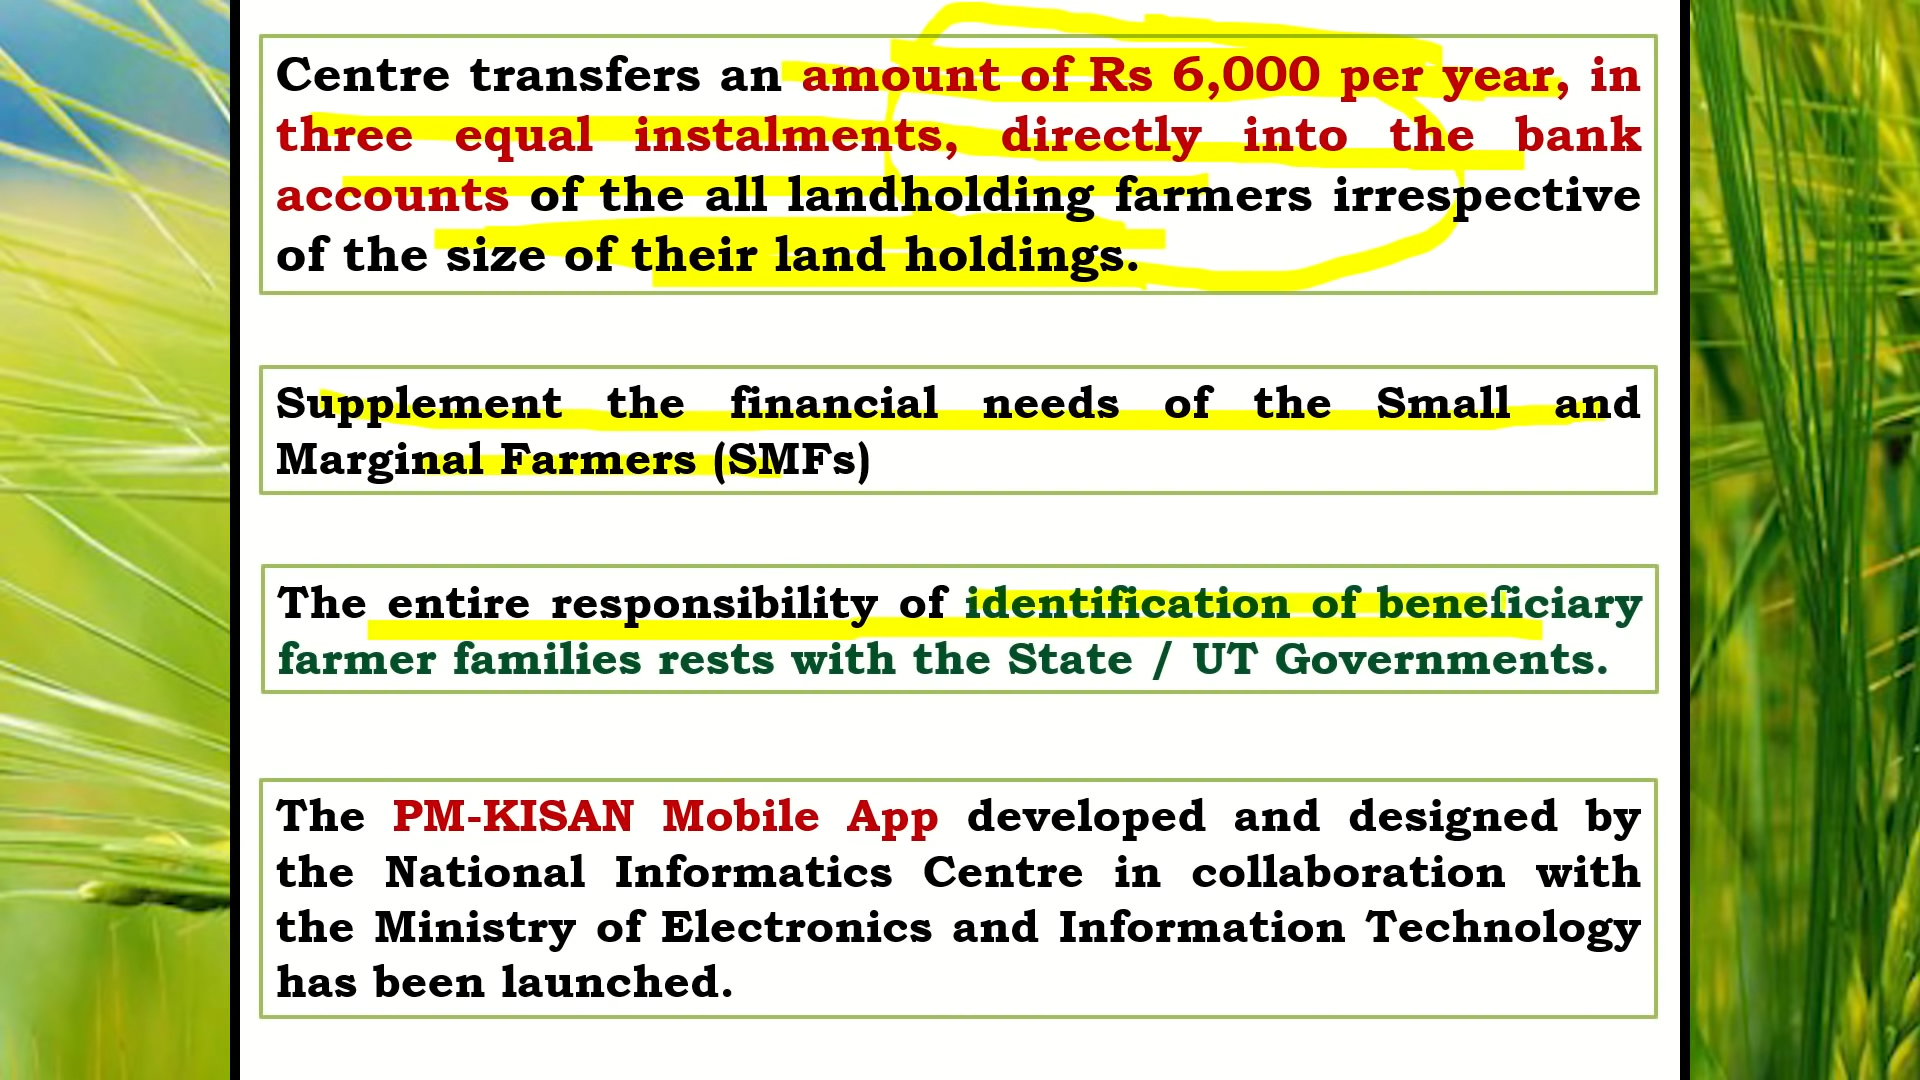 Centre transfers an amount of Rs 6,000 per year, in
three equal instalments, directly into the bank
accounts of the all landholding farmers irrespective
of the size of their land holdings.
Supplement the financial needs of the Small and
Marginal Farmers (SMFs)
The entire responsibility of identification of beneficiary
farmer families rests with the State / UT Governments.
The PM-KISAN Mobile App developed and designed by
the National Informatics Centre in collaboration with
the Ministry of Electronics and Information Technology
has been launched.